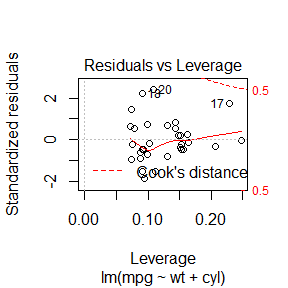 Residuals vs Leverage
Standardized residuals
2
0
-2
18
20
17
0.5
0.5
Cook's distance
0.00
0.10
0.20
Leverage
lm(mpg ~ wt + cyl)